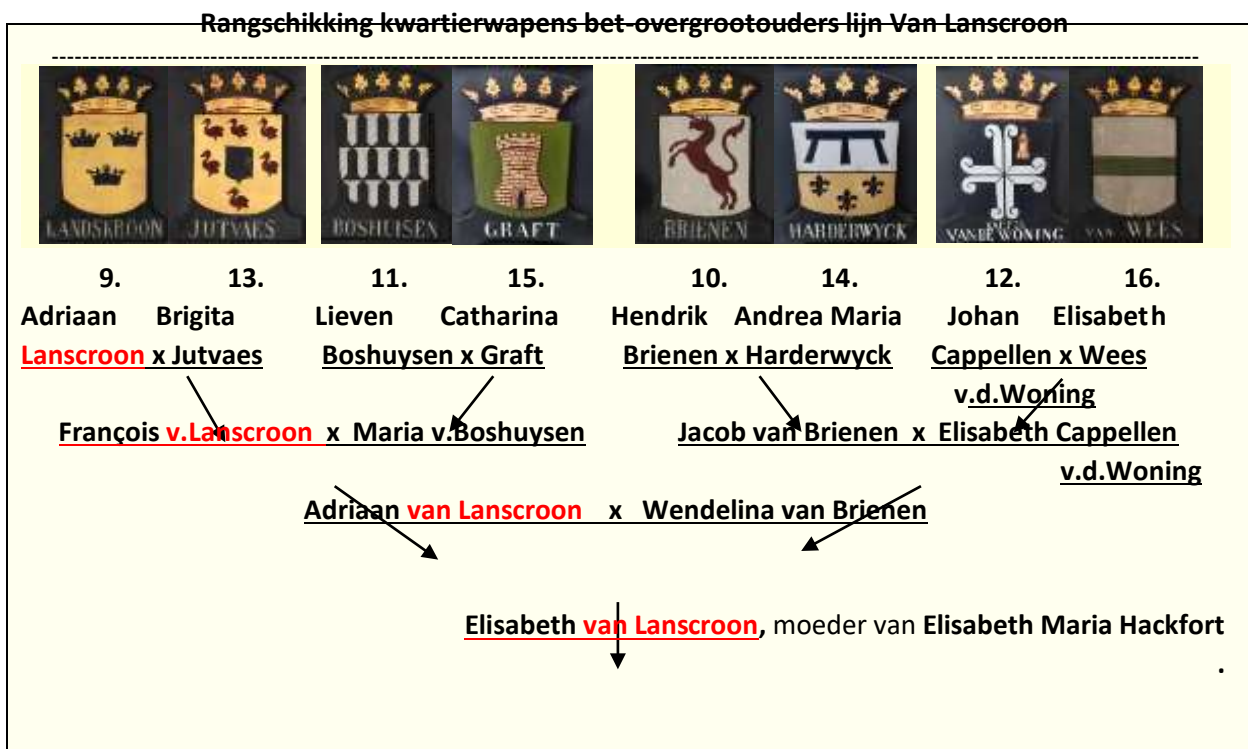 Rangschikking kwartierwapens bet-overgrootouders lijn Van Lanscroon
LANDSKROON JUTVAES BOSHUISEN GRAFT BRIENEN HARDERWYCK VANDE WONING VAN WEES
9. 13. 11. 15. 10. 14. 12. 16.
Adriaan Brigita Lieven Catharina Hendrik Andrea Maria Johan Elisabeth
Lanscroon x Jutvaes Boshuysen x Graft Brienen x Harderwyck Cappellen x Wees
v.d.Woning
François v.Lanscroon x Maria v.Boshuysen Jacob van Brienen x Elisabeth Cappellen
v.d.Woning
Adriaan van Lanscroon x Wendelina van Brienen
Elisabeth van Lanscroon, moeder van Elisabeth Maria Hackfort
.